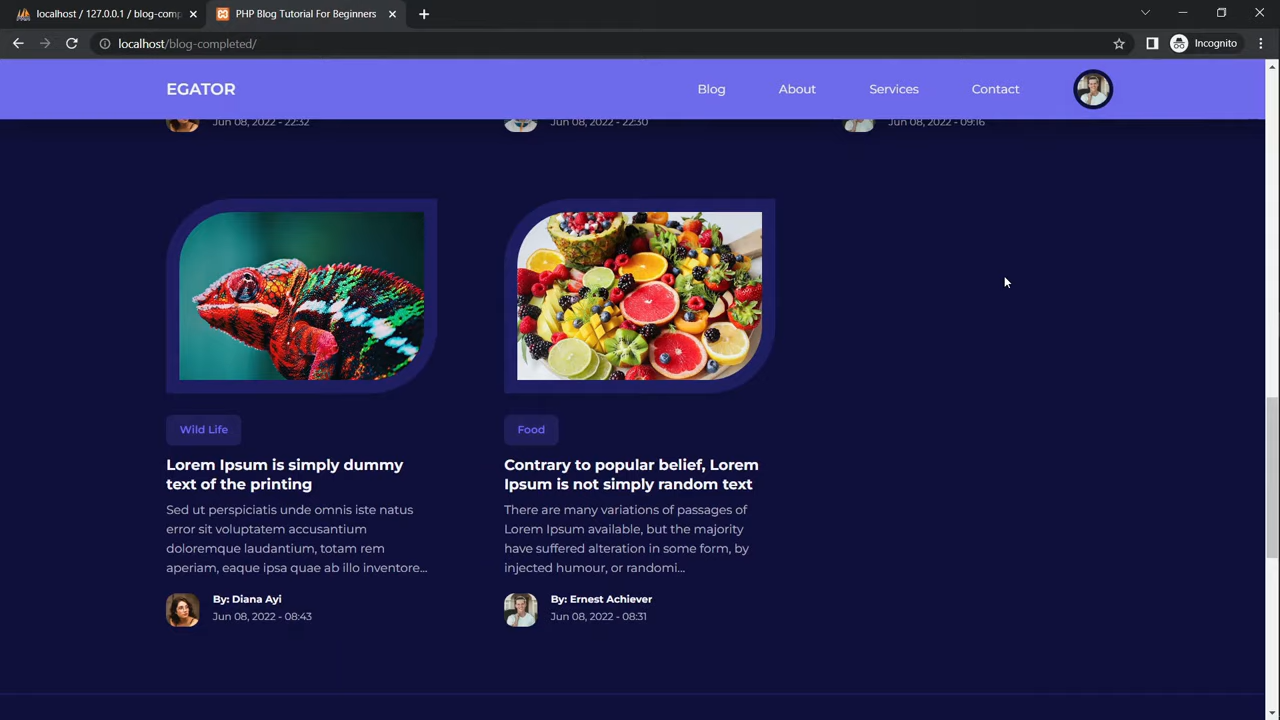 localhost / 127.0.0.1 / blog-comp
PHP Blog Tutorial For Beginners
localhost/blog-completed/
Incognito
EGATOR
Blog
About
Services
Contact
Jun 08, 2022 - 22:32
Jun 08, 2022 - 22:30
Jun 08, 2022 - 09:16
Wild Life
Lorem Ipsum is simply dummy
text of the printing
Sed ut perspiciatis unde omnis iste natus
error sit voluptatem accusantium
doloremque laudantium, totam rem
aperiam, eaque ipsa quae ab illo inventore...
By: Diana Ayi
Jun 08, 2022 - 08:43
Food
Contrary to popular belief, Lorem
Ipsum is not simply random text
There are many variations of passages of
Lorem Ipsum available, but the majority
have suffered alteration in some form, by
injected humour, or randomi...
By: Ernest Achiever
Jun 08, 2022 - 08:31